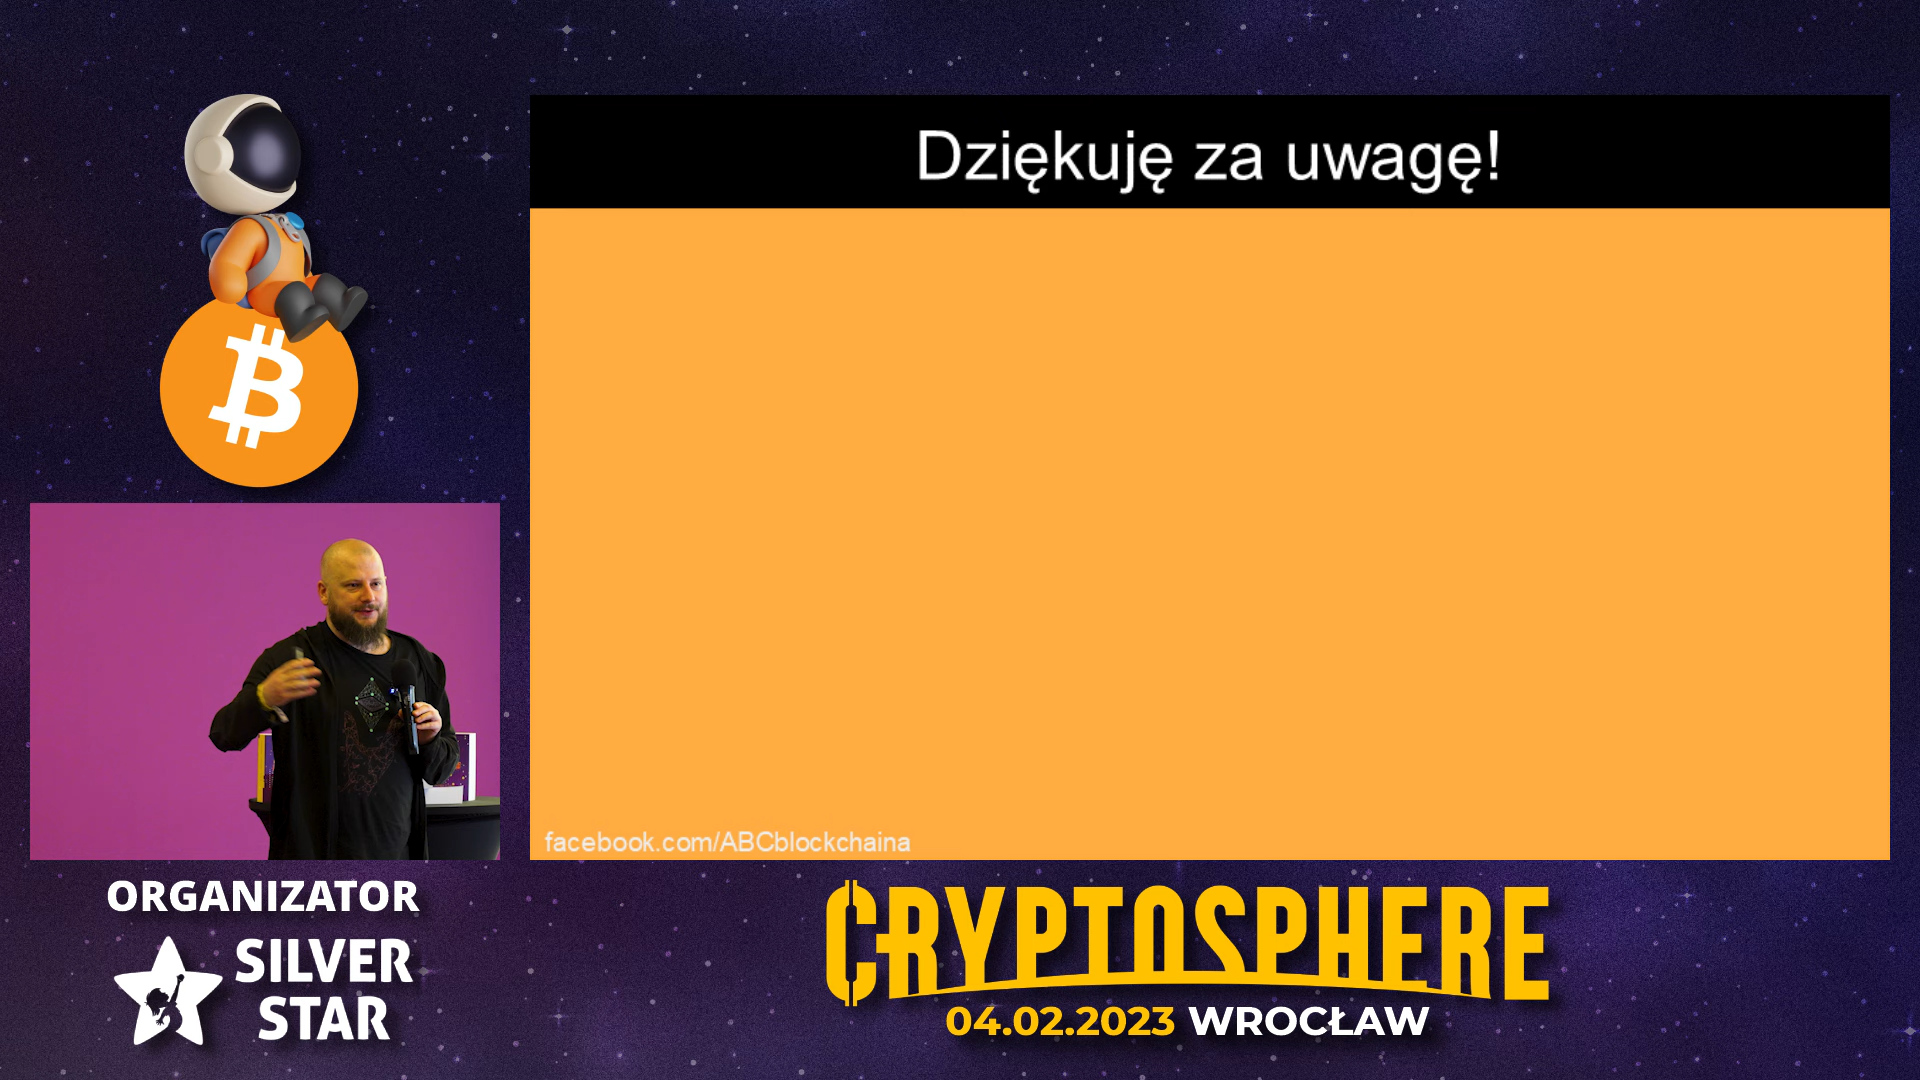 Dziękuję za uwagę!
facebook.com/ABCblockchaina
ORGANIZATOR
SILVER
STAR
CRYPTOSPHERE
04.02.2023 WROCŁAW